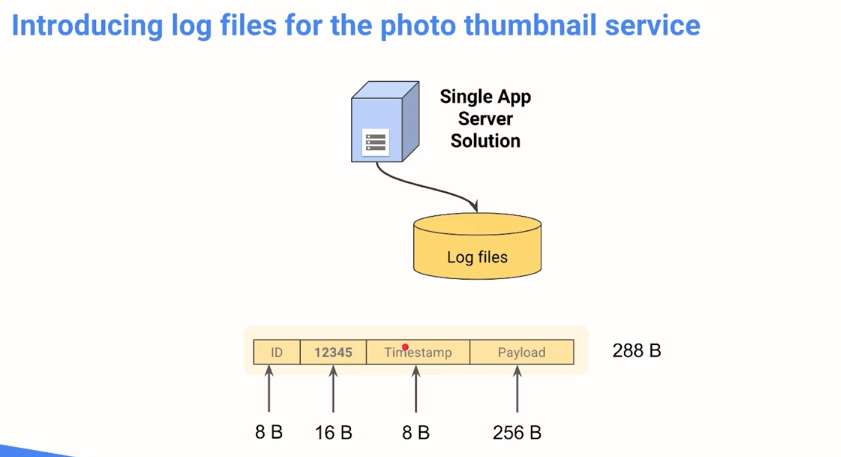 Introducing log files for the photo thumbnail service
Single App
Server
Solution
Log files
ID 12345 Timestamp Payload 288 B
8 B 16 B 8 B 256 B